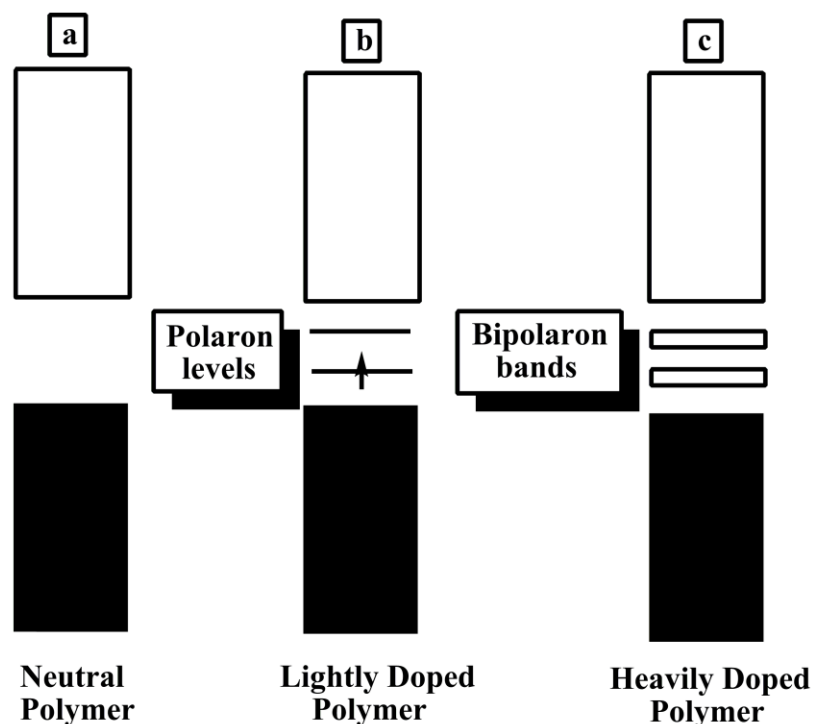 a
b
c
Polaron
levels
Bipolaron
bands
Neutral
Polymer
Lightly Doped
Polymer
Heavily Doped
Polymer